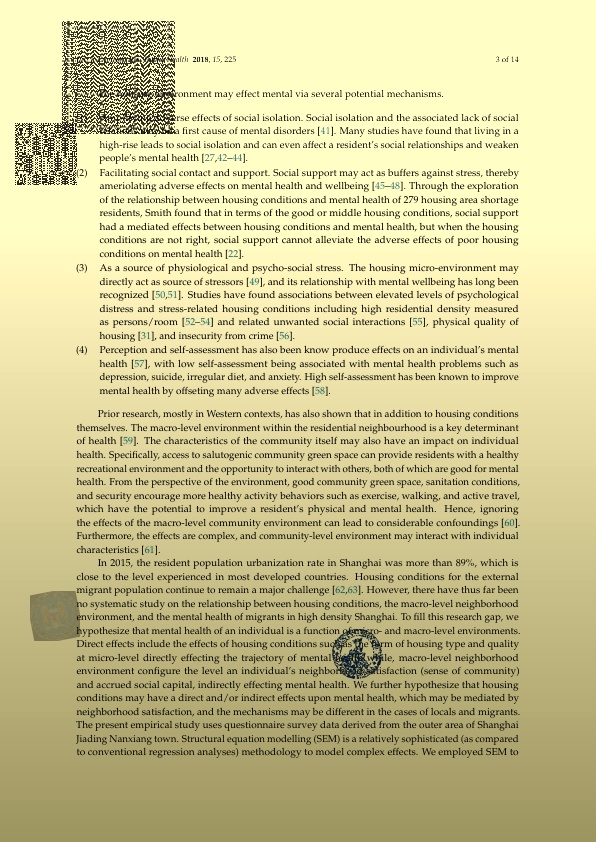 Health 2018, 15, 225
3 of 14
environment may effect mental via several potential mechanisms.
effects of social isolation. Social isolation and the associated lack of social
a first cause of mental disorders [41]. Many studies have found that living in a
high-rise leads to social isolation and can even affect a resident's social relationships and weaken
people's mental health [27,42–44].
(2) Facilitating social contact and support. Social support may act as buffers against stress, thereby
ameriolating adverse effects on mental health and wellbeing [45–48]. Through the exploration
of the relationship between housing conditions and mental health of 279 housing area shortage
residents, Smith found that in terms of the good or middle housing conditions, social support
had a mediated effects between housing conditions and mental health, but when the housing
conditions are not right, social support cannot alleviate the adverse effects of poor housing
conditions on mental health [22].
(3) As a source of physiological and psycho-social stress. The housing micro-environment may
directly act as source of stressors [49], and its relationship with mental wellbeing has long been
recognized [50,51]. Studies have found associations between elevated levels of psychological
distress and stress-related housing conditions including high residential density measured
as persons/room [52–54] and related unwanted social interactions [55], physical quality of
housing [31], and insecurity from crime [56].
(4) Perception and self-assessment has also been know produce effects on an individual's mental
health [57], with low self-assessment being associated with mental health problems such as
depression, suicide, irregular diet, and anxiety. High self-assessment has been known to improve
mental health by offsetting many adverse effects [58].
Prior research, mostly in Western contexts, has also shown that in addition to housing conditions
themselves. The macro-level environment within the residential neighbourhood is a key determinant
of health [59]. The characteristics of the community itself may also have an impact on individual
health. Specifically, access to salutogenic community green space can provide residents with a healthy
recreational environment and the opportunity to interact with others, both of which are good for mental
health. From the perspective of the environment, good community green space, sanitation conditions,
and security encourage more healthy activity behaviors such as exercise, walking, and active travel,
which have the potential to improve a resident's physical and mental health. Hence, ignoring
the effects of the macro-level community environment can lead to considerable confoundings [60].
Furthermore, the effects are complex, and community-level environment may interact with individual
characteristics [61].
In 2015, the resident population urbanization rate in Shanghai was more than 89%, which is
close to the level experienced in most developed countries. Housing conditions for the external
migrant population continue to remain a major challenge [62,63]. However, there have thus far been
no systematic study on the relationship between housing conditions, the macro-level neighborhood
environment, and the mental health of migrants in high density Shanghai. To fill this research gap, we
hypothesize that mental health of an individual is a function of micro- and macro-level environments.
Direct effects include the effects of housing conditions such as the form of housing type and quality
at micro-level directly effecting the trajectory of mental while, macro-level neighborhood
environment configure the level an individual's neighborhood satisfaction (sense of community)
and accrued social capital, indirectly effecting mental health. We further hypothesize that housing
conditions may have a direct and/or indirect effects upon mental health, which may be mediated by
neighborhood satisfaction, and the mechanisms may be different in the cases of locals and migrants.
The present empirical study uses questionnaire survey data derived from the outer area of Shanghai
Jiading Nanxiang town. Structural equation modelling (SEM) is a relatively sophisticated (as compared
to conventional regression analyses) methodology to model complex effects. We employed SEM to